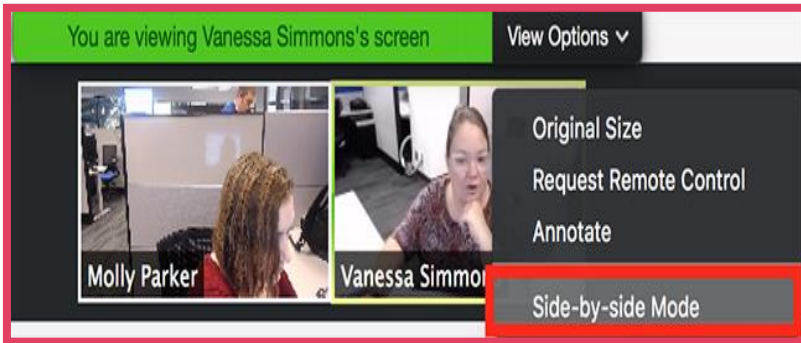 You are viewing Vanessa Simmons's screen View Options
Original Size
Request Remote Control
Annotate
Molly Parker Vanessa Simmo
Side-by-side Mode